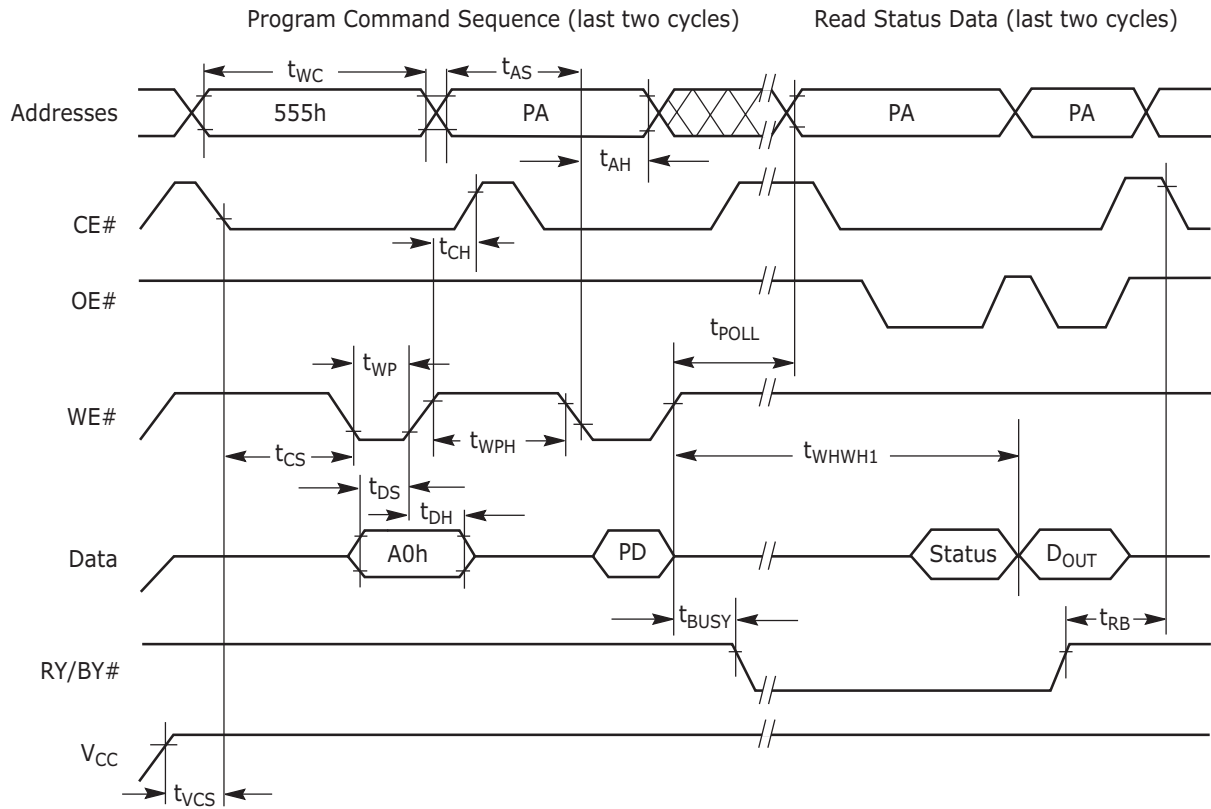 Program Command Sequence (last two cycles) Read Status Data (last two cycles)
tWC tAS
Addresses 555h PA PA PA
tAH
CE#
tCH
OE#
tPOLL
tWP
WE#
tWPH
tCS tWHWH1
tDS
tDH
Data A0h PD Status DOUT
tBUSY tRB
RY/BY#
VCC
tVCS